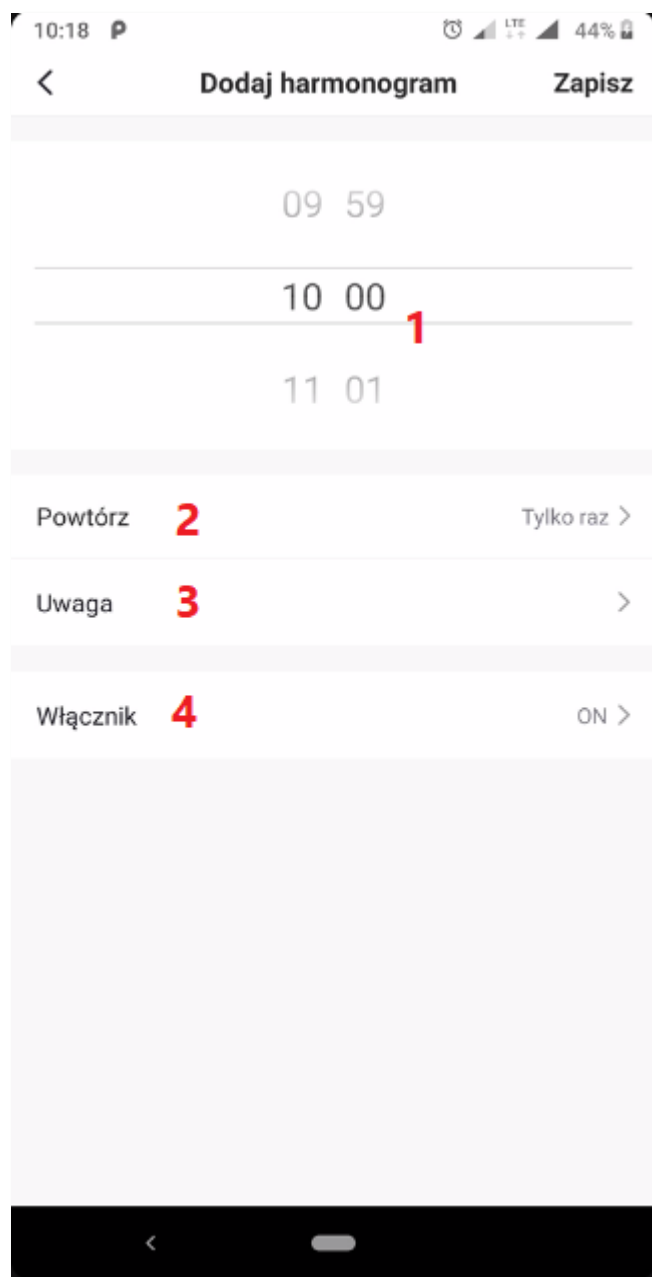 10:18 P LTE 44%
Dodaj harmonogram Zapisz
09 59
10 00
1
11 01
Powtórz 2 Tylko raz
Uwaga 3
Włącznik 4 ON